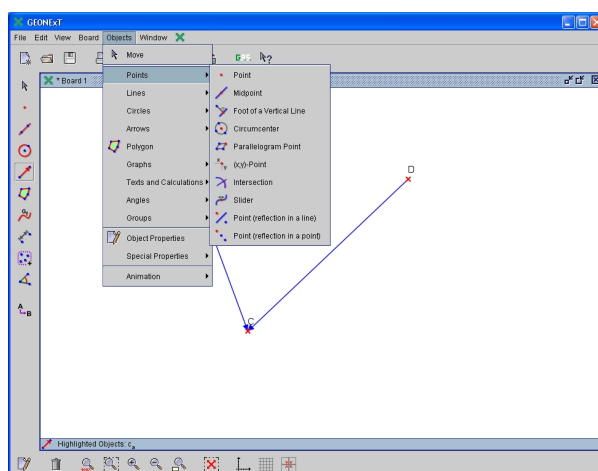 GEONExT
File Edit View Board Objects Window
* Board 1
Move
Points
Lines
Circles
Arrows
Polygon
Graphs
Texts and Calculations
Angles
Groups
Object Properties
Special Properties
Animation
Point
Midpoint
Foot of a Vertical Line
Circumcenter
Parallelogram Point
(x,y)-Point
Intersection
Slider
Point (reflection in a line)
Point (reflection in a point)
D
C
A
B
Highlighted Objects: ca